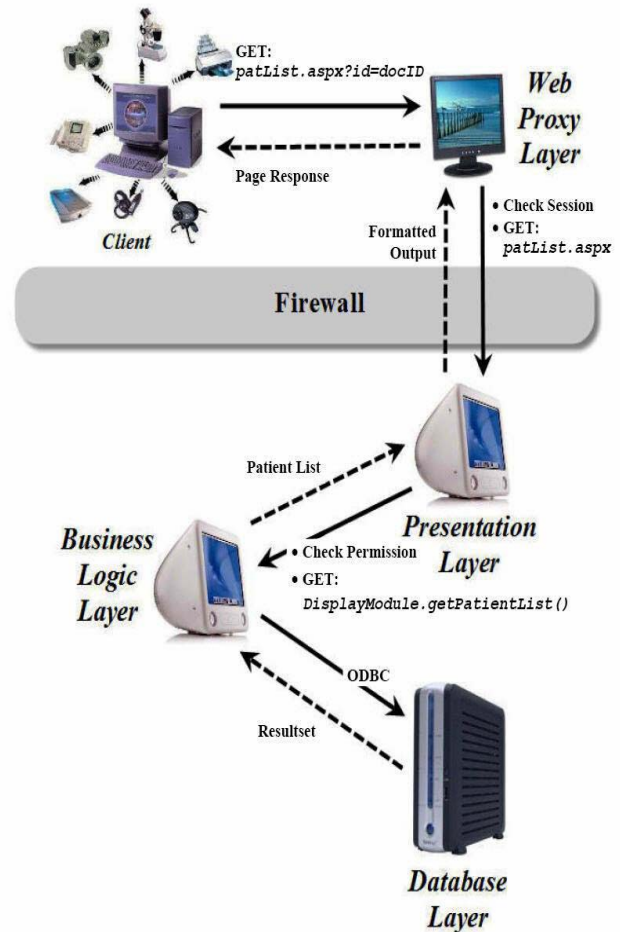 GET:
patList.aspx?id=docID
Web
Proxy
Layer
Page Response
Client
• Check Session
• GET:
patList.aspx
Formatted
Output
Firewall
Patient List
Presentation
Layer
Business
Logic
Layer
• Check Permission
• GET:
DisplayModule.getPatientList()
ODBC
Resultset
Database
Layer